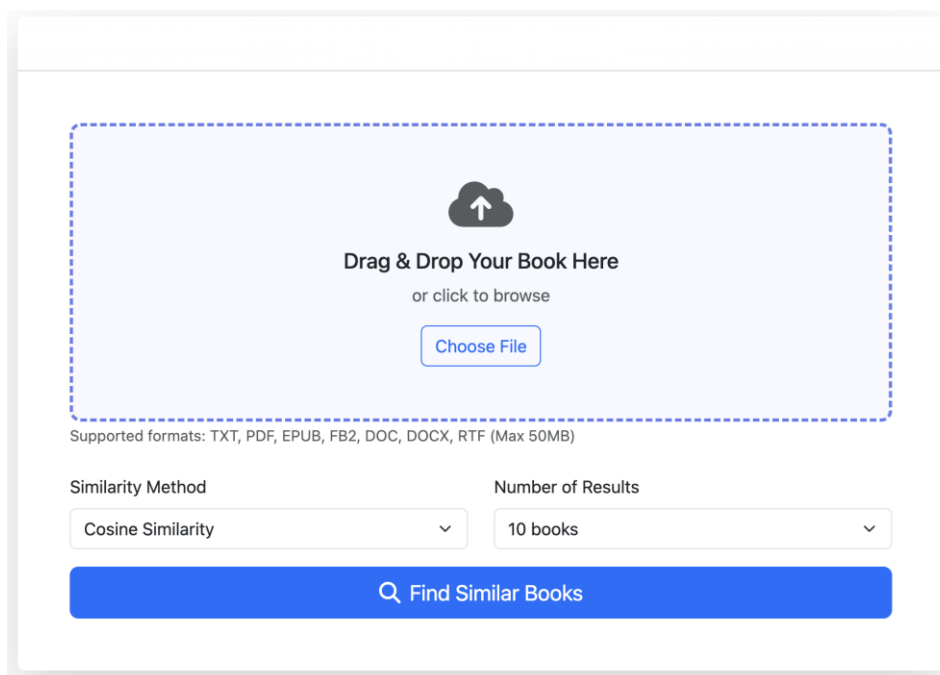 Drag & Drop Your Book Here
or click to browse
Choose File
Supported formats: TXT, PDF, EPUB, FB2, DOC, DOCX, RTF (Max 50MB)
Similarity Method
Number of Results
Cosine Similarity
10 books
Find Similar Books